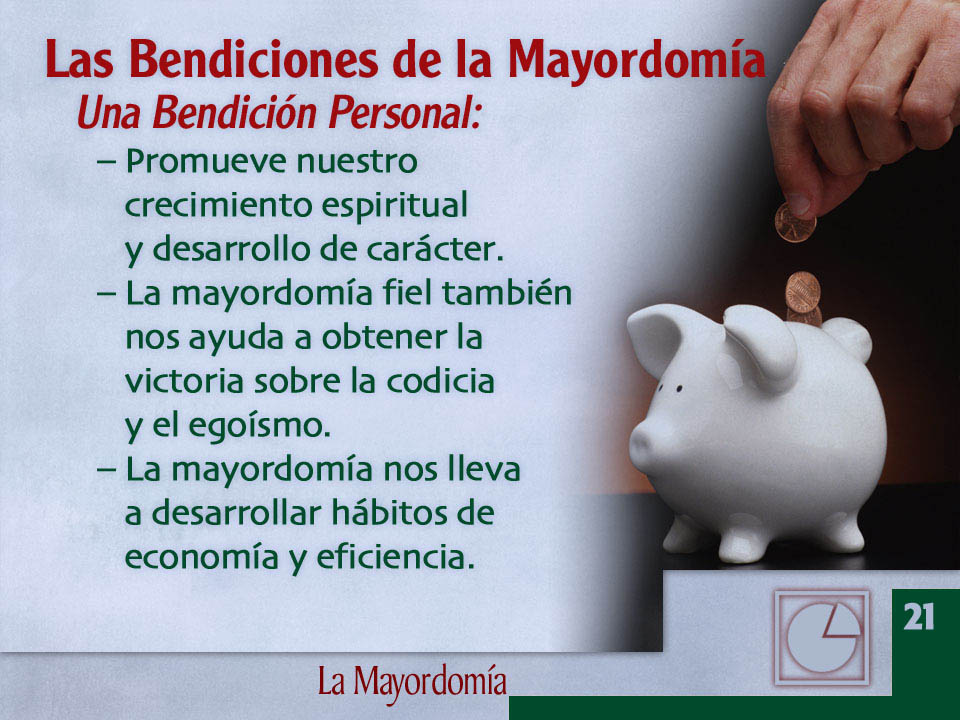 Las Bendiciones de la Mayordomía
Una Bendición Personal:
– Promueve nuestro
crecimiento espiritual
y desarrollo de carácter.
– La mayordomía fiel también
nos ayuda a obtener la
victoria sobre la codicia
y el egoísmo.
– La mayordomía nos lleva
a desarrollar hábitos de
economía y eficiencia.
21
La Mayordomía